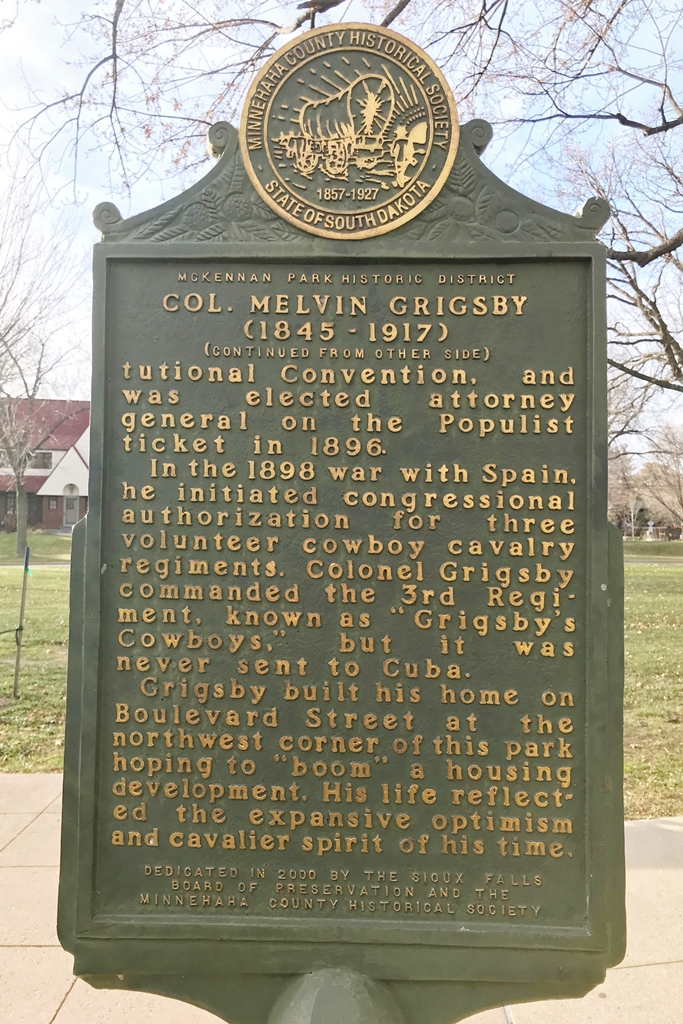 MINNEHAHA COUNTY HISTORICAL SOCIETY
1857-1927
STATE OF SOUTH DAKOTA
MCKENNAN PARK HISTORIC DISTRICT
COL. MELVIN GRIGSBY
(1845 - 1917)
(CONTINUED FROM OTHER SIDE)
tutional Convention, and
was elected attorney
general on the Populist
ticket in 1896.
In the 1898 war with Spain,
he initiated congressional
authorization for three
volunteer cowboy cavalry
regiments. Colonel Grigsby
commanded the 3rd Regi-
ment, known as "Grigsby's
Cowboys," but it was
never sent to Cuba.
Grigsby built his home on
Boulevard Street at the
northwest corner of this park
hoping to "boom" a housing
development. His life reflect-
ed the expansive optimism
and cavalier spirit of his time.
DEDICATED IN 2000 BY THE SIOUX FALLS
BOARD OF PRESERVATION AND THE
MINNEHAHA COUNTY HISTORICAL SOCIETY